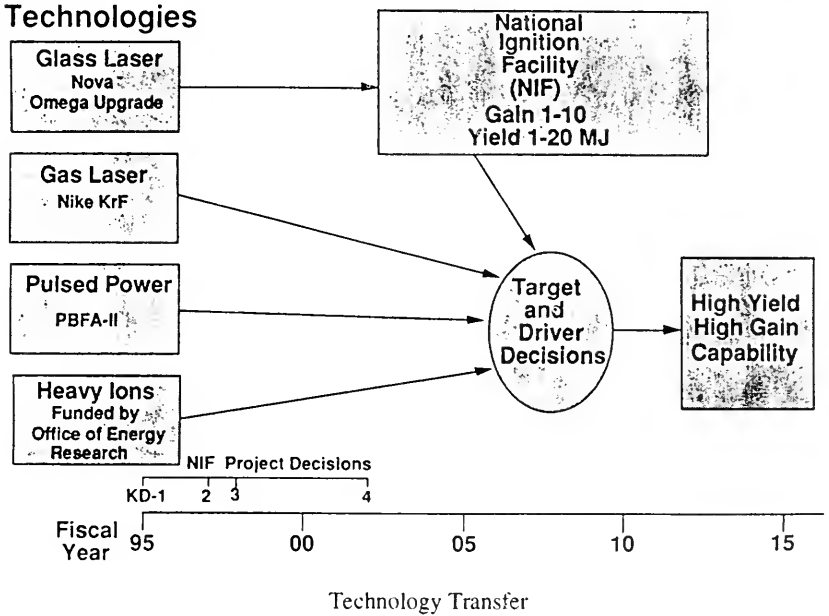 Technologies
Glass Laser
Nova
Omega Upgrade
National
Ignition
Facility
(NIF)
Gain 1-10
Yield 1-20 MJ
Gas Laser
Nike KrF
Pulsed Power
PBFA-II
Target
and
Driver
Decisions
High Yield
High Gain
Capability
Heavy Ions
Funded by
Office of Energy
Research
NIF Project Decisions
KD-1 2 3 4
Fiscal
Year
95 00 05 10 15
Technology Transfer